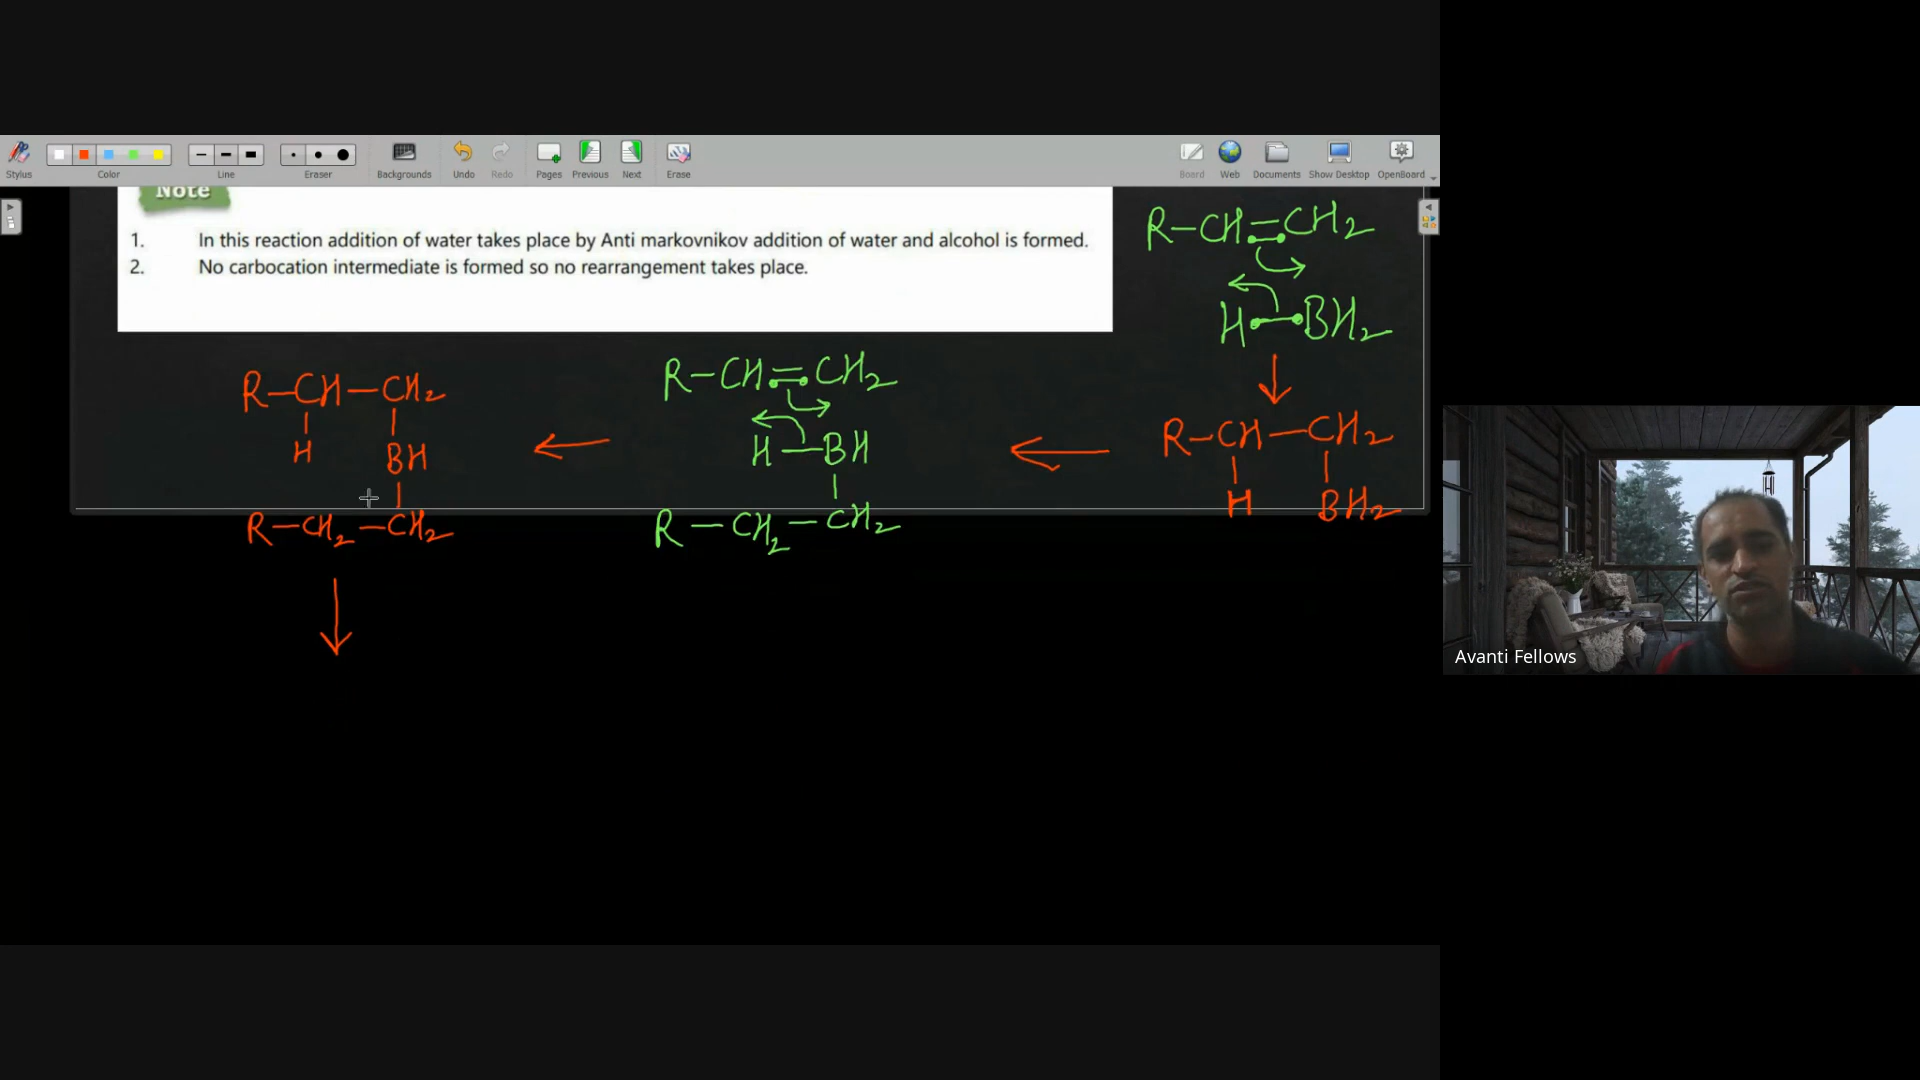 Stylus Color Line Eraser Backgrounds Undo Redo Pages Previous Next Erase Board Web Documents Show Desktop OpenBoard
Note
1. In this reaction addition of water takes place by Anti markovnikov addition of water and alcohol is formed.
2. No carbocation intermediate is formed so no rearrangement takes place.
R-CH=CH2
H-BH2
R-CH-CH2
H BH2
R-CH=CH2
H-BH
R-CH2-CH2
R-CH-CH2
H BH
R-CH2-CH2
Avanti Fellows